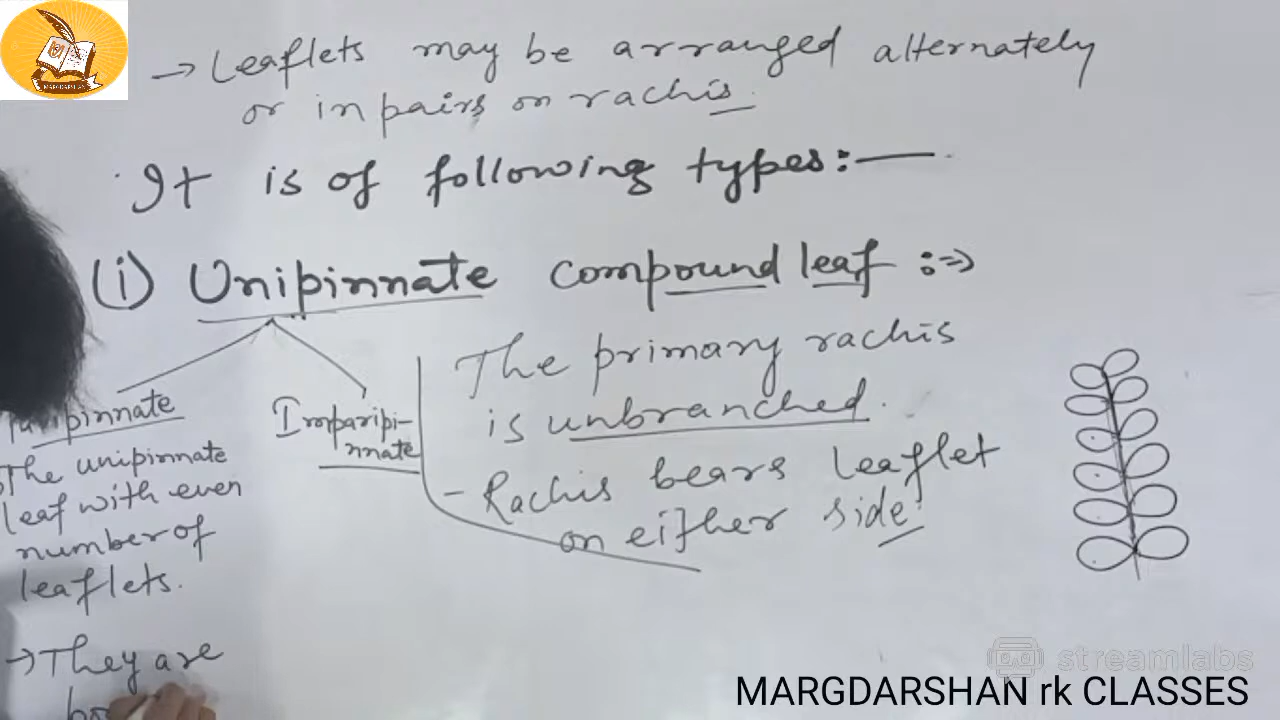 MARGDARSHAN
→ Leaflets may be arranged alternately
or in pairs on rachis.
It is of following types:—
(i) Unipinnate compound leaf :⇒
The primary rachis
is unbranched.
- Rachis bears leaflet
on either side.
Imparipi-
nnate
The unipinnate
leaf with even
number of
leaflets.
→ They are
streamlabs
MARGDARSHAN rk CLASSES